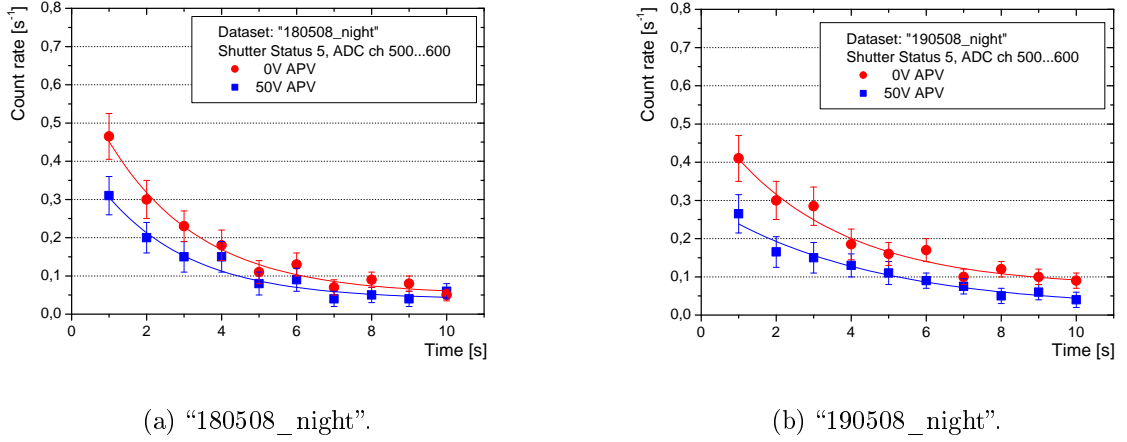 Dataset: "180508_night"
Shutter Status 5, ADC ch 500...600
0V APV
50V APV
Count rate [s⁻¹]
0,8
0,7
0,6
0,5
0,4
0,3
0,2
0,1
0,0
0 2 4 6 8 10
Time [s]
(a) “180508_night”.
Dataset: "190508_night"
Shutter Status 5, ADC ch 500...600
0V APV
50V APV
Count rate [s⁻¹]
0,8
0,7
0,6
0,5
0,4
0,3
0,2
0,1
0,0
0 2 4 6 8 10
Time [s]
(b) “190508_night”.